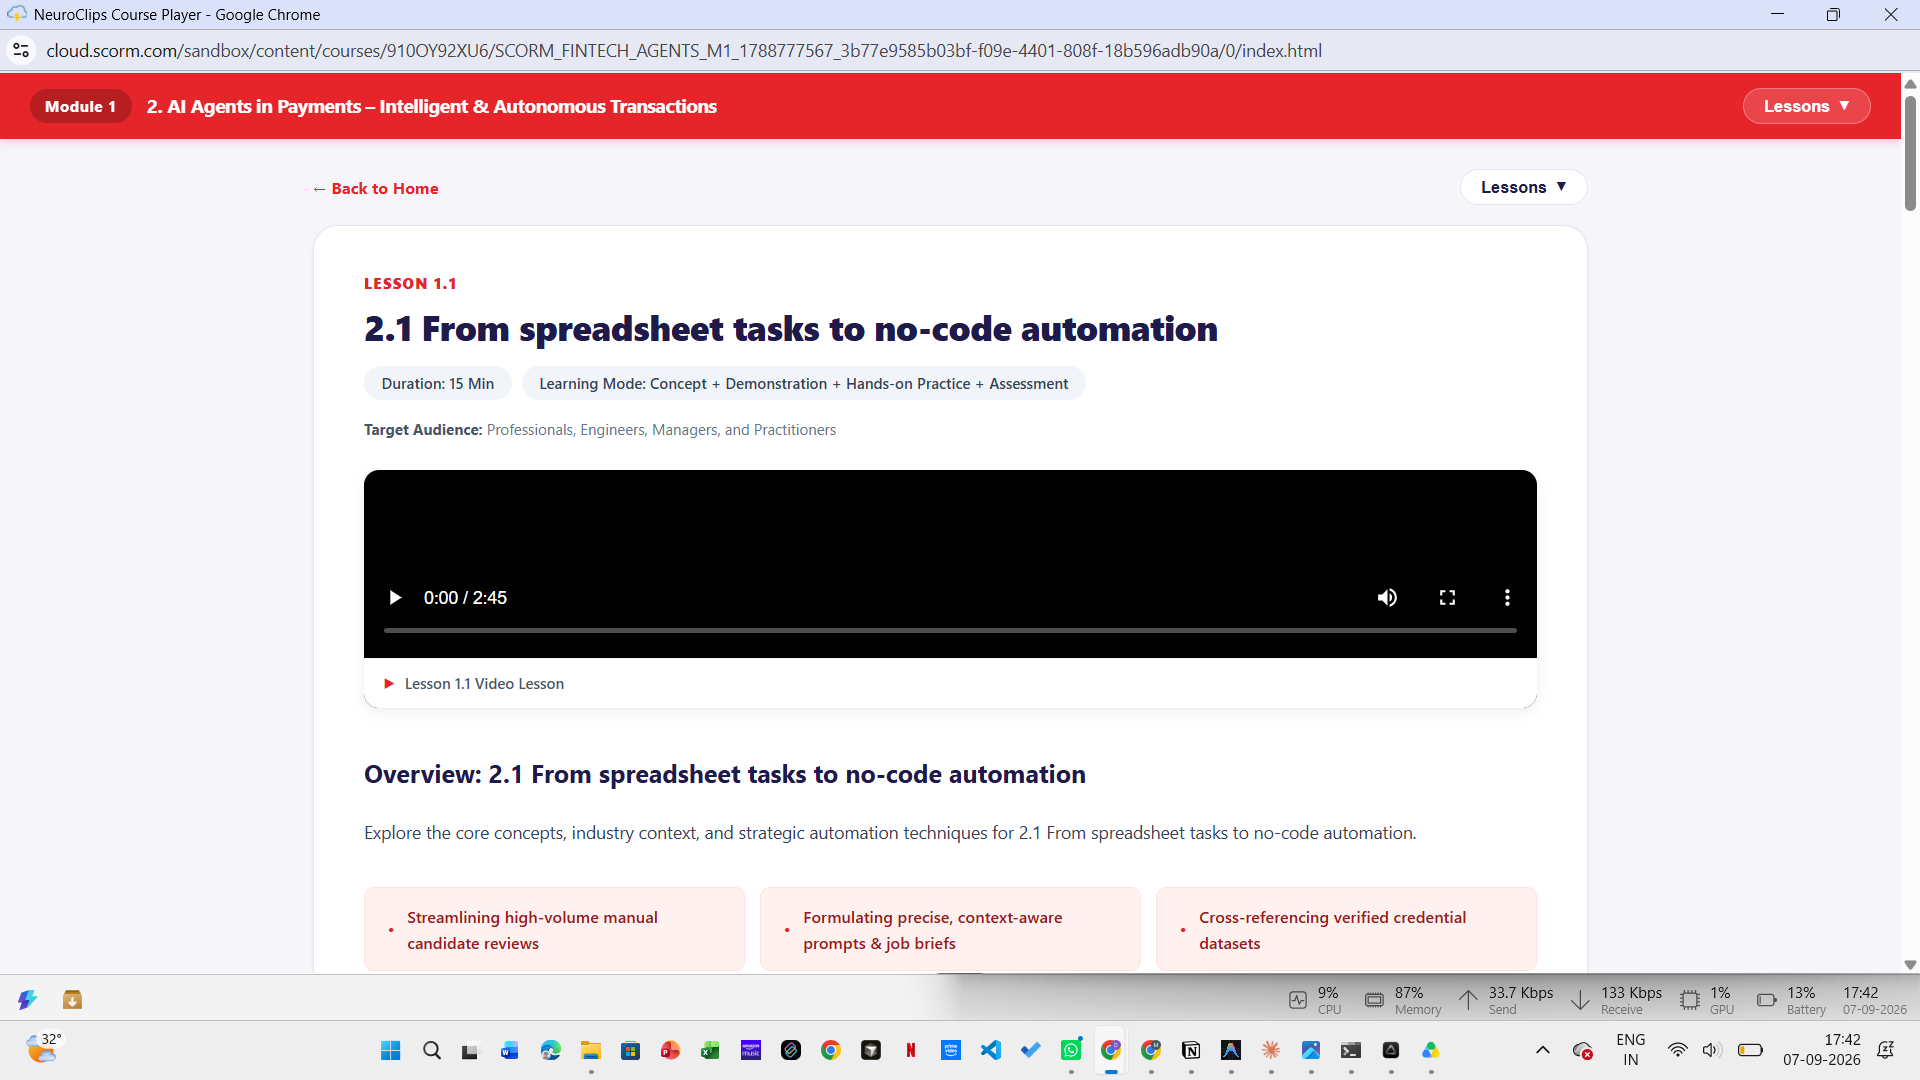 NeuroClips Course Player - Google Chrome
cloud.scorm.com/sandbox/content/courses/910OY92XU6/SCORM_FINTECH_AGENTS_M1_1788777567_3b77e9585b03bf-f09e-4401-808f-18b596adb90a/0/index.html
Module 1
2. AI Agents in Payments – Intelligent & Autonomous Transactions
Lessons ▼
← Back to Home
Lessons ▼
LESSON 1.1
2.1 From spreadsheet tasks to no-code automation
Duration: 15 Min
Learning Mode: Concept + Demonstration + Hands-on Practice + Assessment
Target Audience: Professionals, Engineers, Managers, and Practitioners
0:00 / 2:45
▶ Lesson 1.1 Video Lesson
Overview: 2.1 From spreadsheet tasks to no-code automation
Explore the core concepts, industry context, and strategic automation techniques for 2.1 From spreadsheet tasks to no-code automation.
• Streamlining high-volume manual
candidate reviews
• Formulating precise, context-aware
prompts & job briefs
• Cross-referencing verified credential
datasets
9%
CPU
87%
Memory
33.7 Kbps
Send
133 Kbps
Receive
1%
GPU
13%
Battery
17:42
07-09-2026
32°
ENG
IN
17:42
07-09-2026